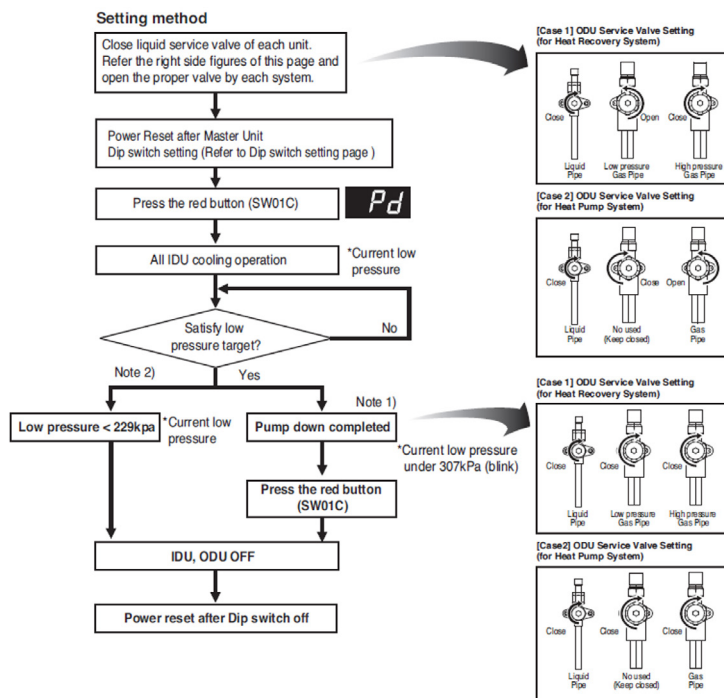 Setting method
Close liquid service valve of each unit.
Refer the right side figures of this page and
open the proper valve by each system.
Power Reset after Master Unit
Dip switch setting (Refer to Dip switch setting page )
Press the red button (SW01C)
Pd
All IDU cooling operation
*Current low
pressure
Satisfy low
pressure target?
No
Note 2)
Yes
Note 1)
Low pressure < 229kpa
*Current low
pressure
Pump down completed
*Current low pressure
under 307kPa (blink)
Press the red button
(SW01C)
IDU, ODU OFF
Power reset after Dip switch off
[Case 1] ODU Service Valve Setting
(for Heat Recovery System)
Close
Open
Close
Liquid
Pipe
Low pressure
Gas Pipe
High pressure
Gas Pipe
[Case 2] ODU Service Valve Setting
(for Heat Pump System)
Close
Close
Open
Liquid
Pipe
No used
(Keep closed)
Gas
Pipe
[Case 1] ODU Service Valve Setting
(for Heat Recovery System)
Close
Close
Close
Liquid
Pipe
Low pressure
Gas Pipe
High pressure
Gas Pipe
[Case2] ODU Service Valve Setting
(for Heat Pump System)
Close
Close
Close
Liquid
Pipe
No used
(Keep closed)
Gas
Pipe